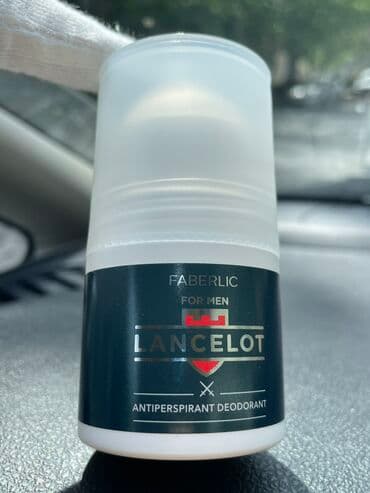 FABERLIC
FOR MEN
LANCELOT
ANTIPERSPIRANT DEODORANT